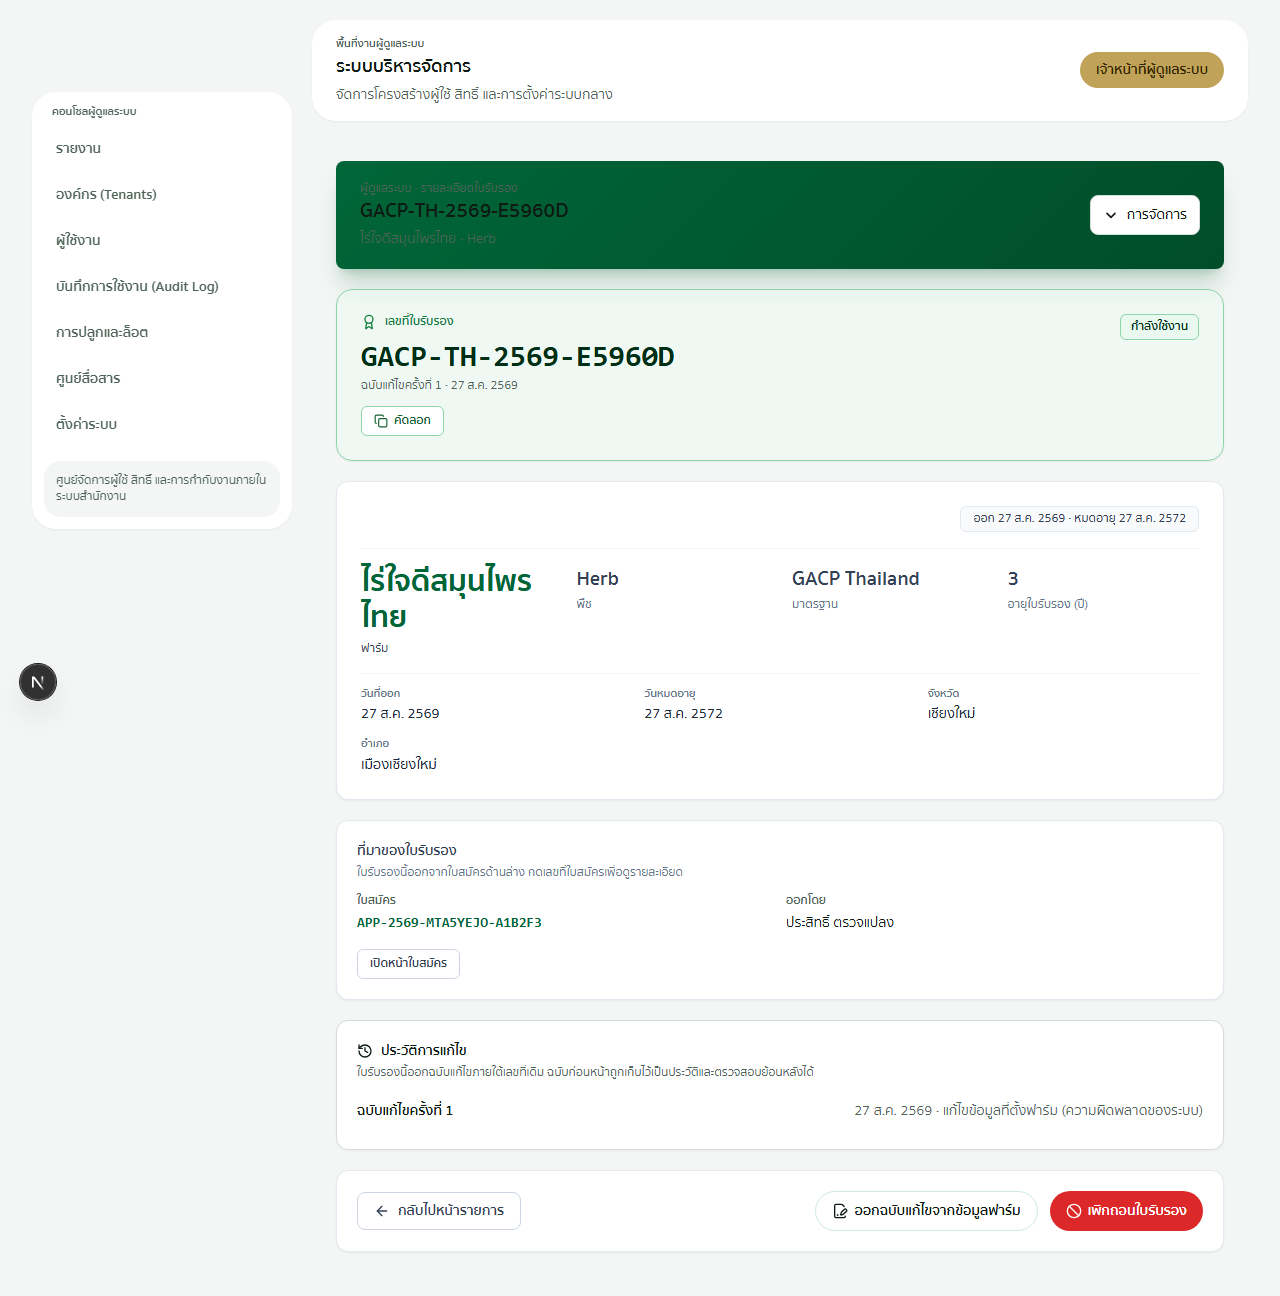 พื้นที่งานผู้ดูแลระบบ
ระบบบริหารจัดการ
จัดการโครงสร้างผู้ใช้ สิทธิ์ และการตั้งค่าระบบกลาง
เจ้าหน้าที่ผู้ดูแลระบบ
คอนโซลผู้ดูแลระบบ
รายงาน
องค์กร (Tenants)
ผู้ใช้งาน
บันทึกการใช้งาน (Audit Log)
การปลูกและล็อต
ศูนย์สื่อสาร
ตั้งค่าระบบ
ศูนย์จัดการผู้ใช้ สิทธิ์ และการกำกับงานภายใน
ระบบสำนักงาน
N
ผู้ดูแลระบบ · รายละเอียดใบรับรอง
GACP-TH-2569-E5960D
ไร่ใจดีสมุนไพรไทย · Herb
การจัดการ
เลขที่ใบรับรอง
กำลังใช้งาน
GACP-TH-2569-E5960D
ฉบับแก้ไขครั้งที่ 1 · 27 ส.ค. 2569
คัดลอก
ออก 27 ส.ค. 2569 · หมดอายุ 27 ส.ค. 2572
ไร่ใจดีสมุนไพร
ไทย
ฟาร์ม
Herb
พืช
GACP Thailand
มาตรฐาน
3
อายุใบรับรอง (ปี)
วันที่ออก
27 ส.ค. 2569
วันหมดอายุ
27 ส.ค. 2572
จังหวัด
เชียงใหม่
อำเภอ
เมืองเชียงใหม่
ที่มาของใบรับรอง
ใบรับรองนี้ออกจากใบสมัครด้านล่าง กดเลขที่ใบสมัครเพื่อดูรายละเอียด
ใบสมัคร
APP-2569-MTA5YEJO-A1B2F3
ออกโดย
ประสิทธิ์ ตรวจแปลง
เปิดหน้าใบสมัคร
ประวัติการแก้ไข
ใบรับรองนี้ออกฉบับแก้ไขภายใต้เลขที่เดิม ฉบับก่อนหน้าถูกเก็บไว้เป็นประวัติและตรวจสอบย้อนหลังได้
ฉบับแก้ไขครั้งที่ 1
27 ส.ค. 2569 · แก้ไขข้อมูลที่ตั้งฟาร์ม (ความผิดพลาดของระบบ)
กลับไปหน้ารายการ
ออกฉบับแก้ไขจากข้อมูลฟาร์ม
เพิกถอนใบรับรอง